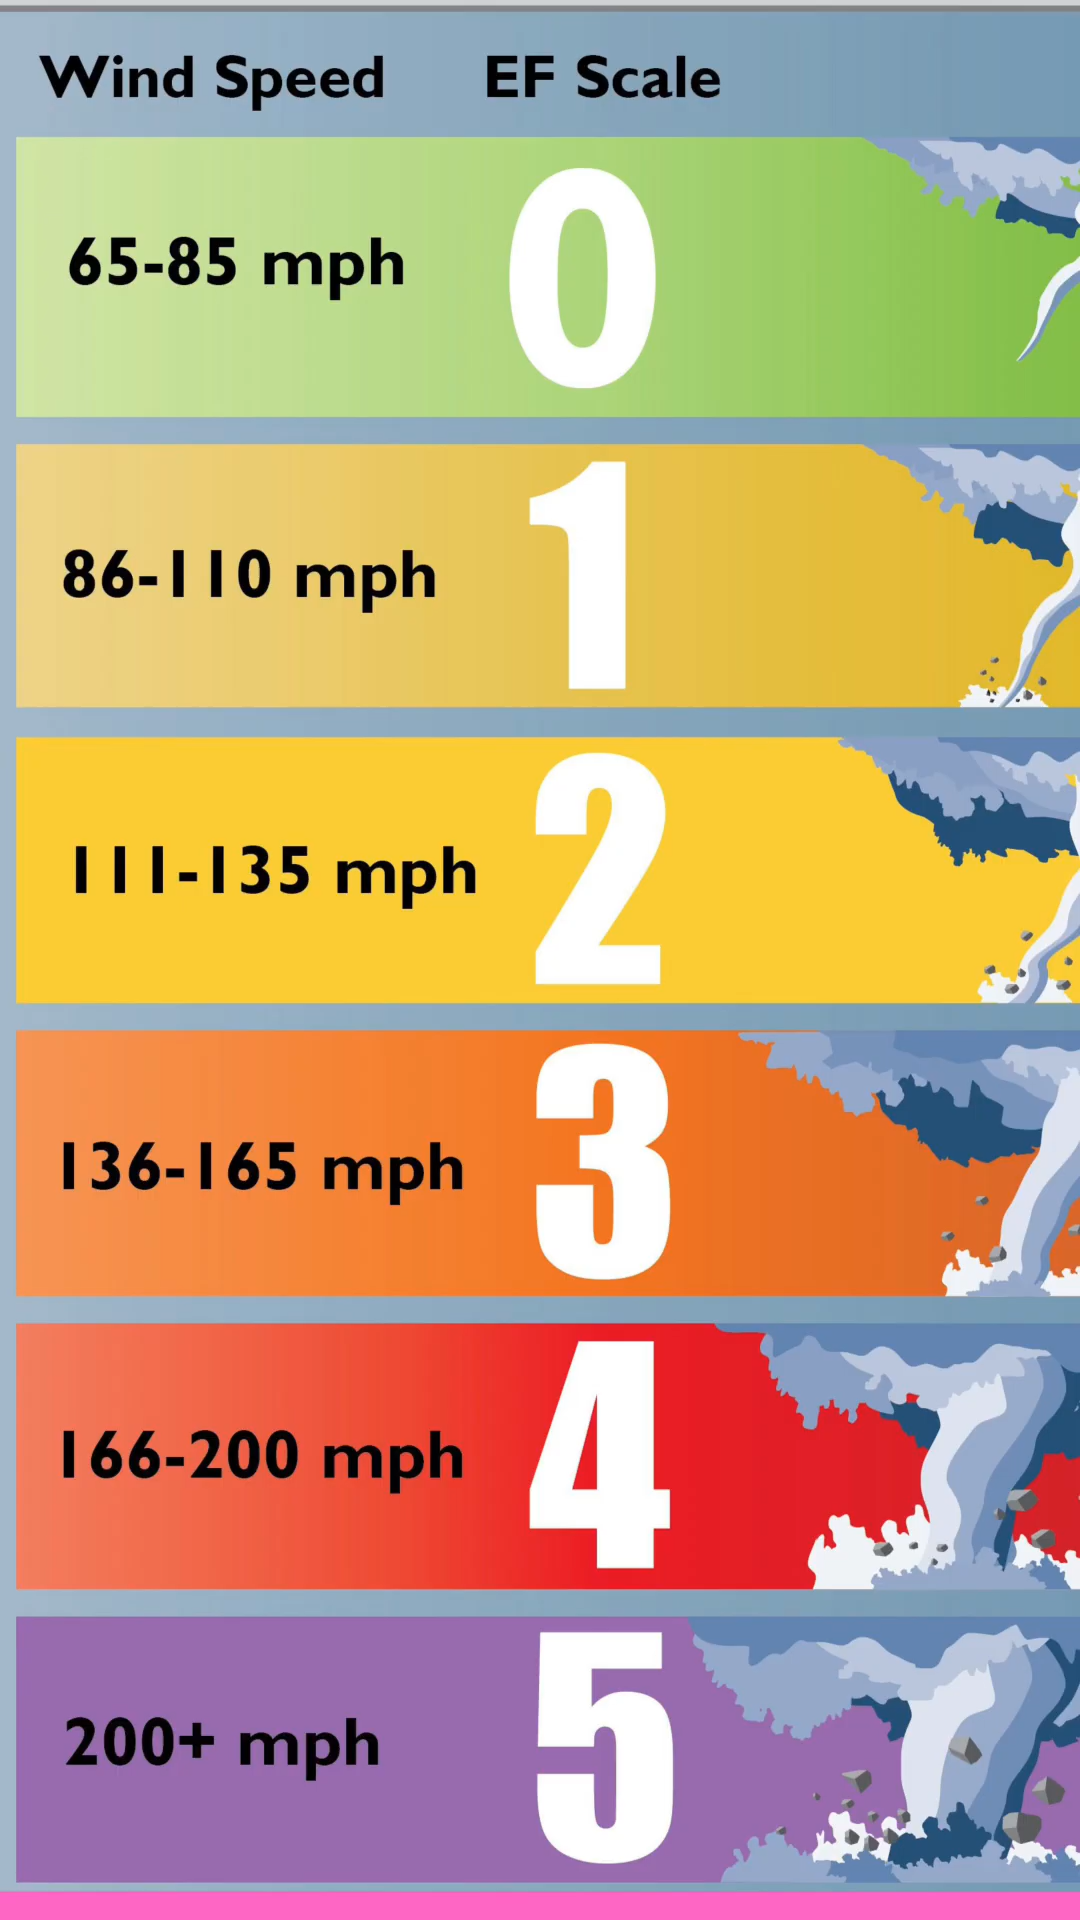 Wind Speed EF Scale
65-85 mph 0
86-110 mph 1
111-135 mph 2
136-165 mph 3
166-200 mph 4
200+ mph 5